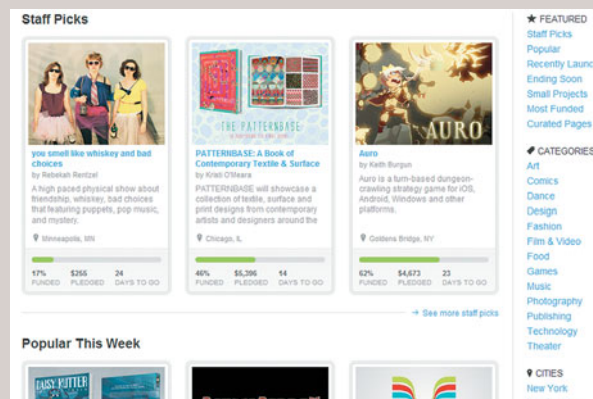 Staff Picks
THE PATTERNBASE
AURO
you smell like whiskey and bad
choices
by Rebekah Rentzel
A high paced physical show about
friendship, whiskey, bad choices
that featuring puppets, pop music,
and mystery.
Minneapolis, MN
17%
FUNDED
$255
PLEDGED
24
DAYS TO GO
PATTERNBASE: A Book of
Contemporary Textile & Surface
by Kristi O'Meara
PATTERNBASE will showcase a
collection of textile, surface and
print designs from contemporary
artists and designers around the
Chicago, IL
46%
FUNDED
$5,396
PLEDGED
14
DAYS TO GO
Auro
by Keith Burgun
Auro is a turn-based dungeon-
crawling strategy game for iOS,
Android, Windows and other
platforms.
Goldens Bridge, NY
62%
FUNDED
$4,673
PLEDGED
23
DAYS TO GO
→ See more staff picks
Popular This Week
DAISY KUTTER
FEATURED
Staff Picks
Popular
Recently Launc
Ending Soon
Small Projects
Most Funded
Curated Pages
CATEGORIES
Art
Comics
Dance
Design
Fashion
Film & Video
Food
Games
Music
Photography
Publishing
Technology
Theater
CITIES
New York